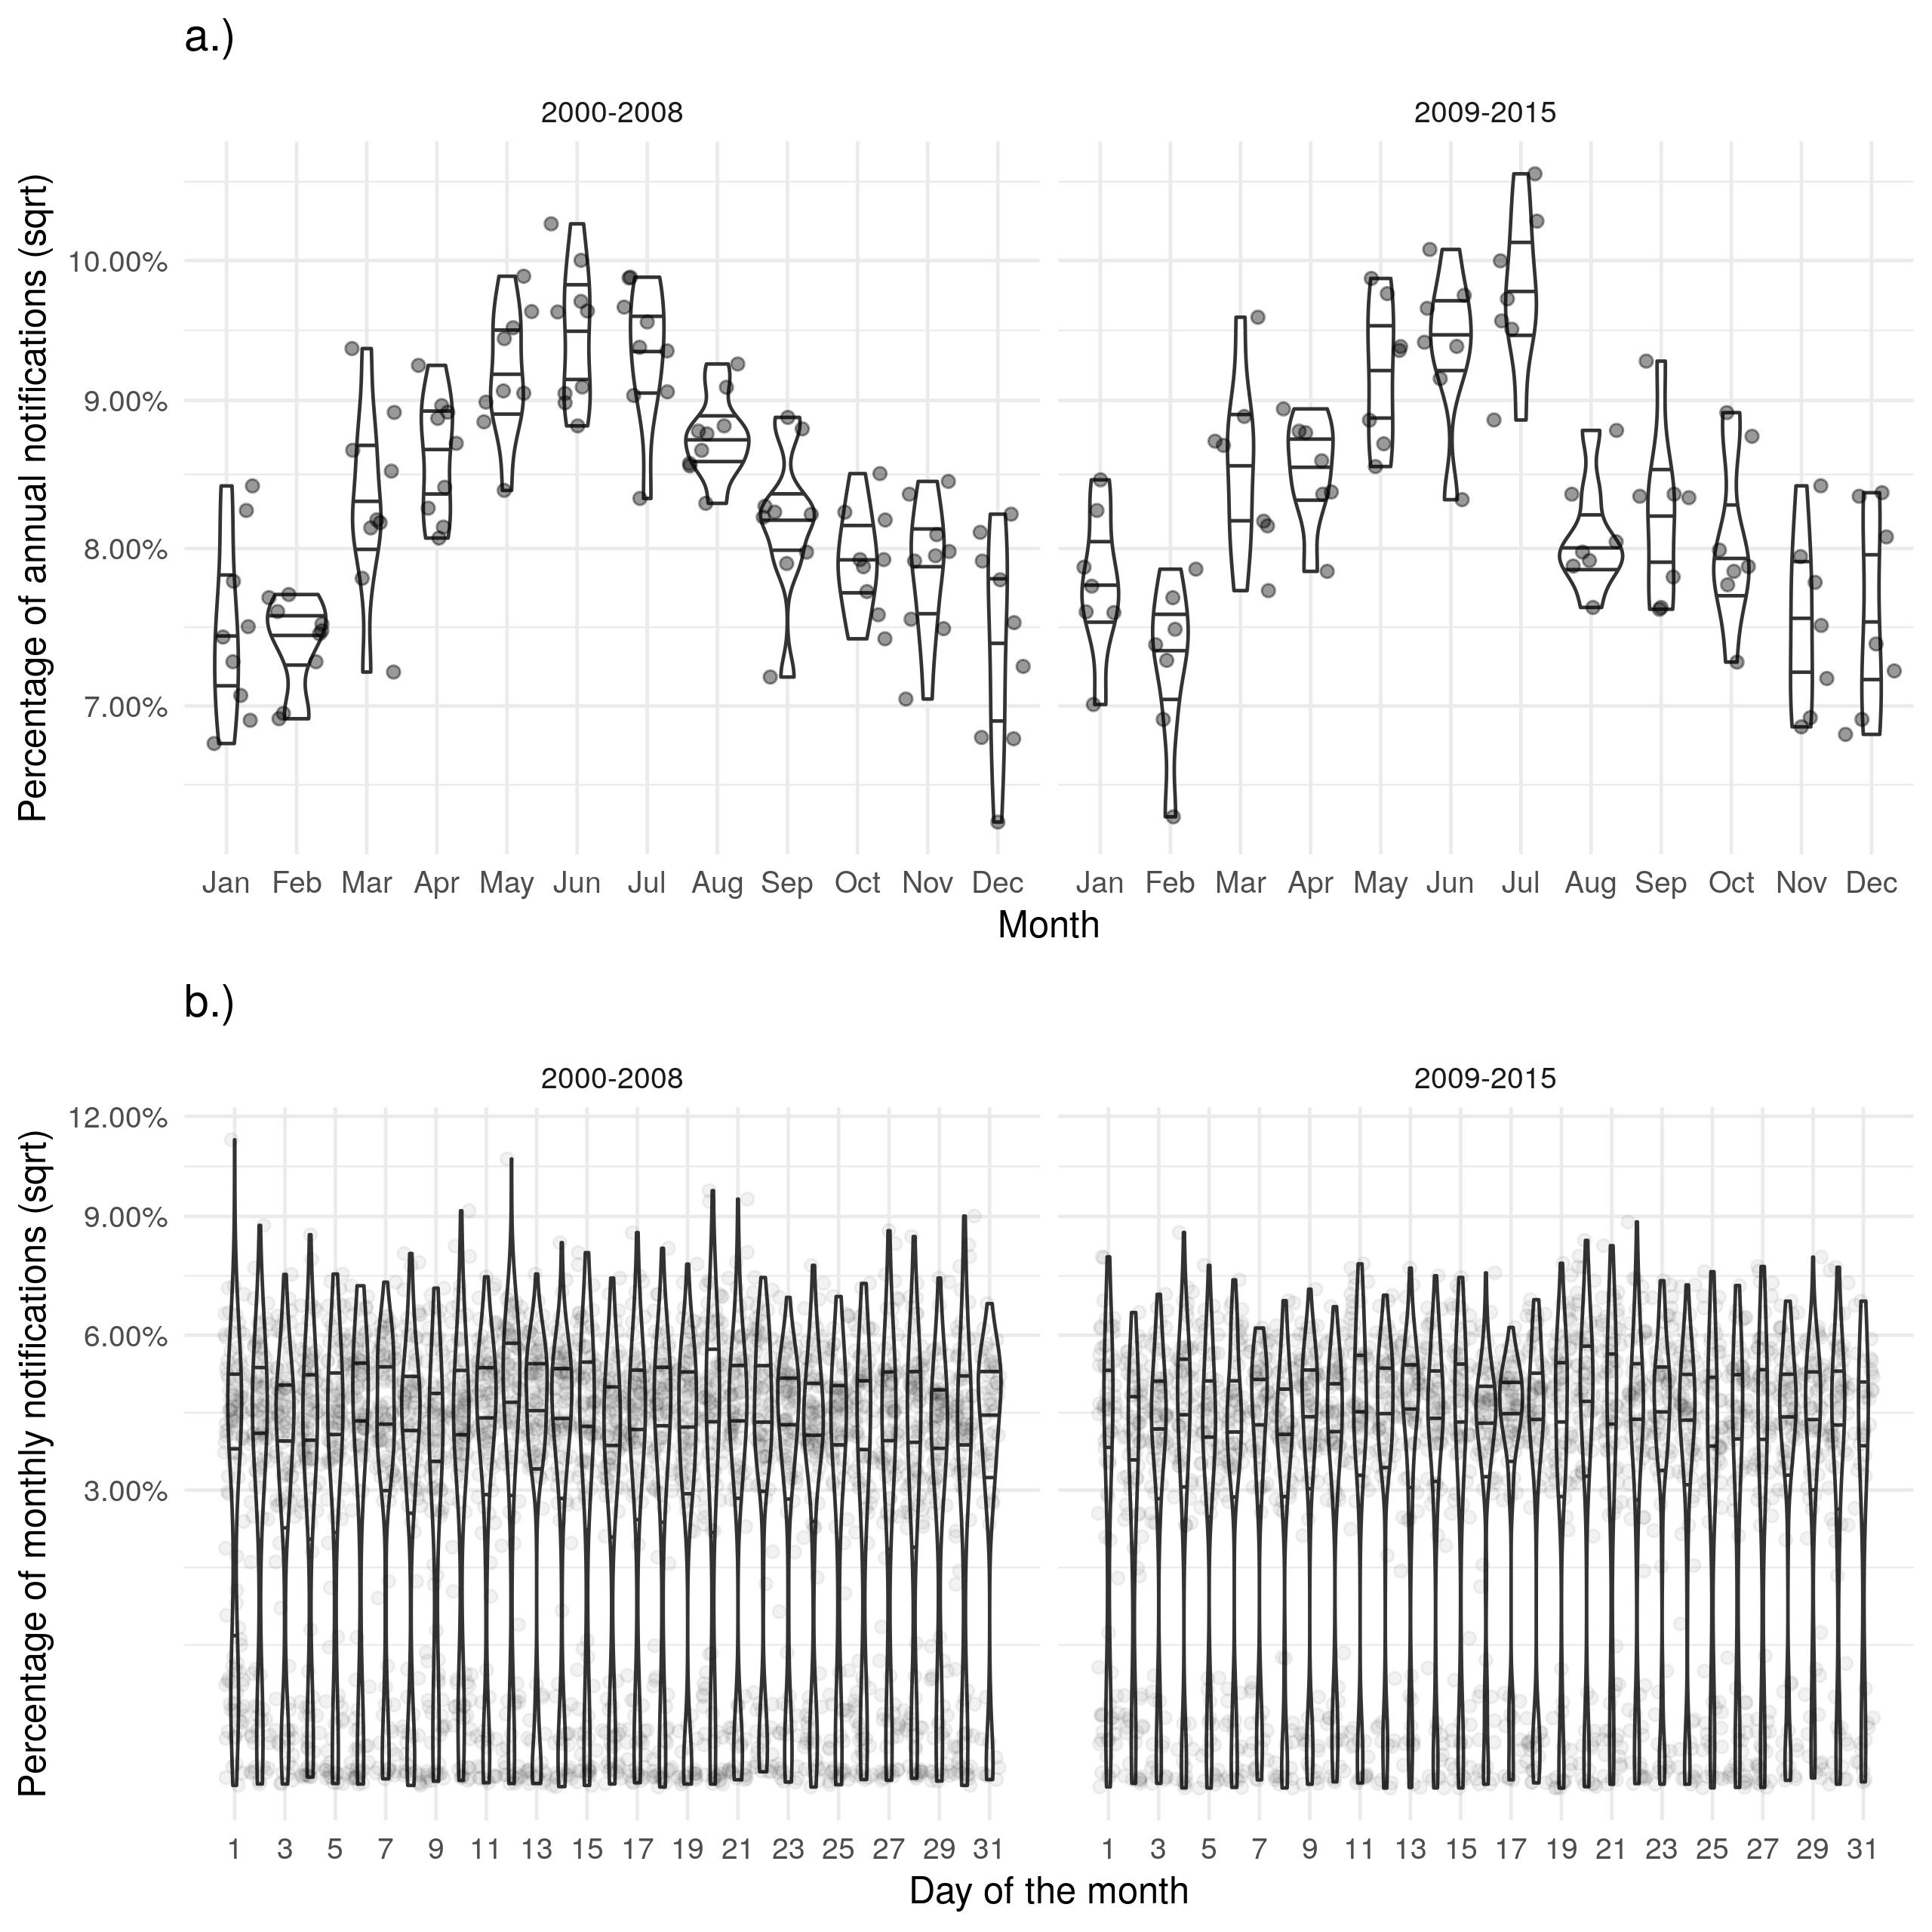 a.)
2000-2008 2009-2015
Percentage of annual notifications (sqrt)
10.00%
9.00%
8.00%
7.00%
Jan Feb Mar Apr May Jun Jul Aug Sep Oct Nov Dec Jan Feb Mar Apr May Jun Jul Aug Sep Oct Nov Dec
Month
b.)
2000-2008 2009-2015
Percentage of monthly notifications (sqrt)
12.00%
9.00%
6.00%
3.00%
1 3 5 7 9 11 13 15 17 19 21 23 25 27 29 31 1 3 5 7 9 11 13 15 17 19 21 23 25 27 29 31
Day of the month